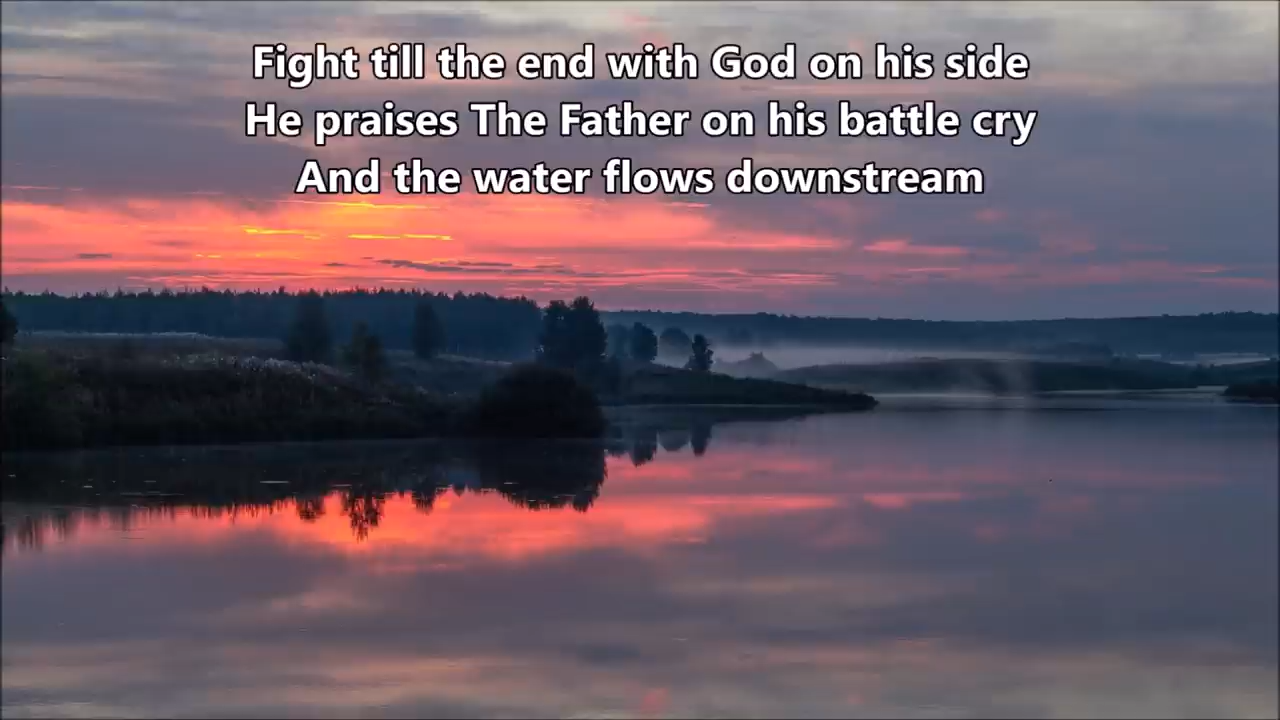 Fight till the end with God on his side
He praises The Father on his battle cry
And the water flows downstream